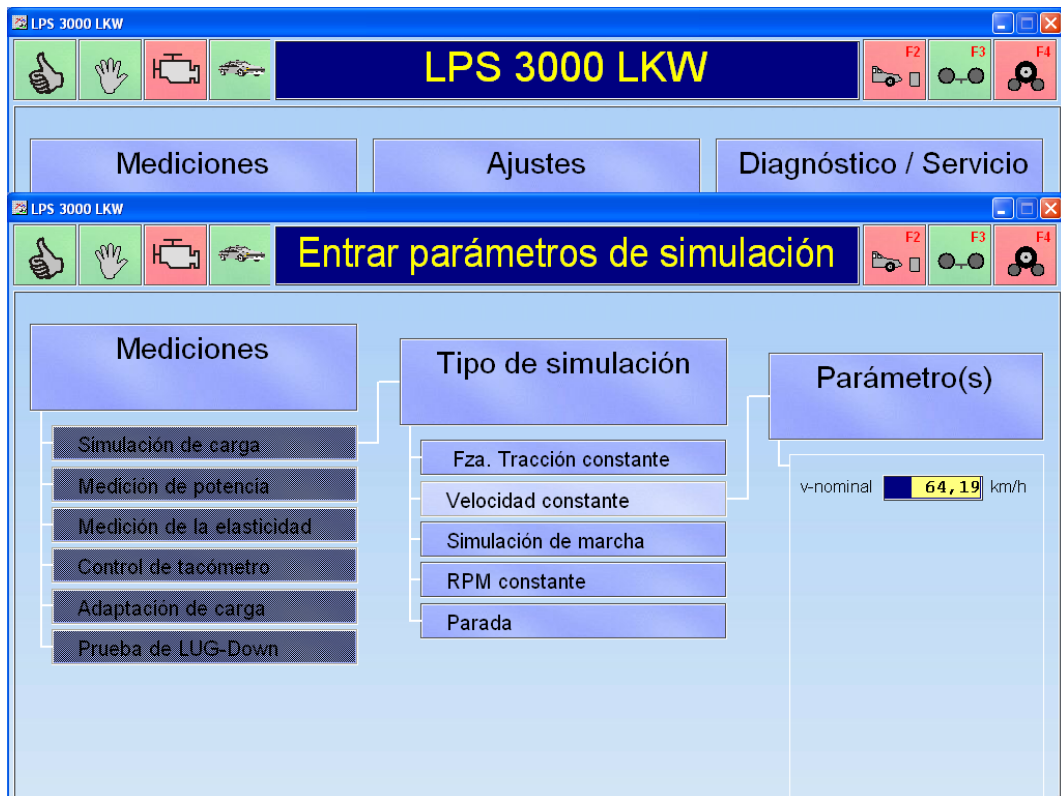 LPS 3000 LKW
LPS 3000 LKW
F2
F3
F4
Mediciones
Ajustes
Diagnóstico / Servicio
LPS 3000 LKW
Entrar parámetros de simulación
F2
F3
F4
Mediciones
Tipo de simulación
Parámetro(s)
Simulación de carga
Medición de potencia
Medición de la elasticidad
Control de tacómetro
Adaptación de carga
Prueba de LUG-Down
Fza. Tracción constante
Velocidad constante
Simulación de marcha
RPM constante
Parada
v-nominal 64,19 km/h